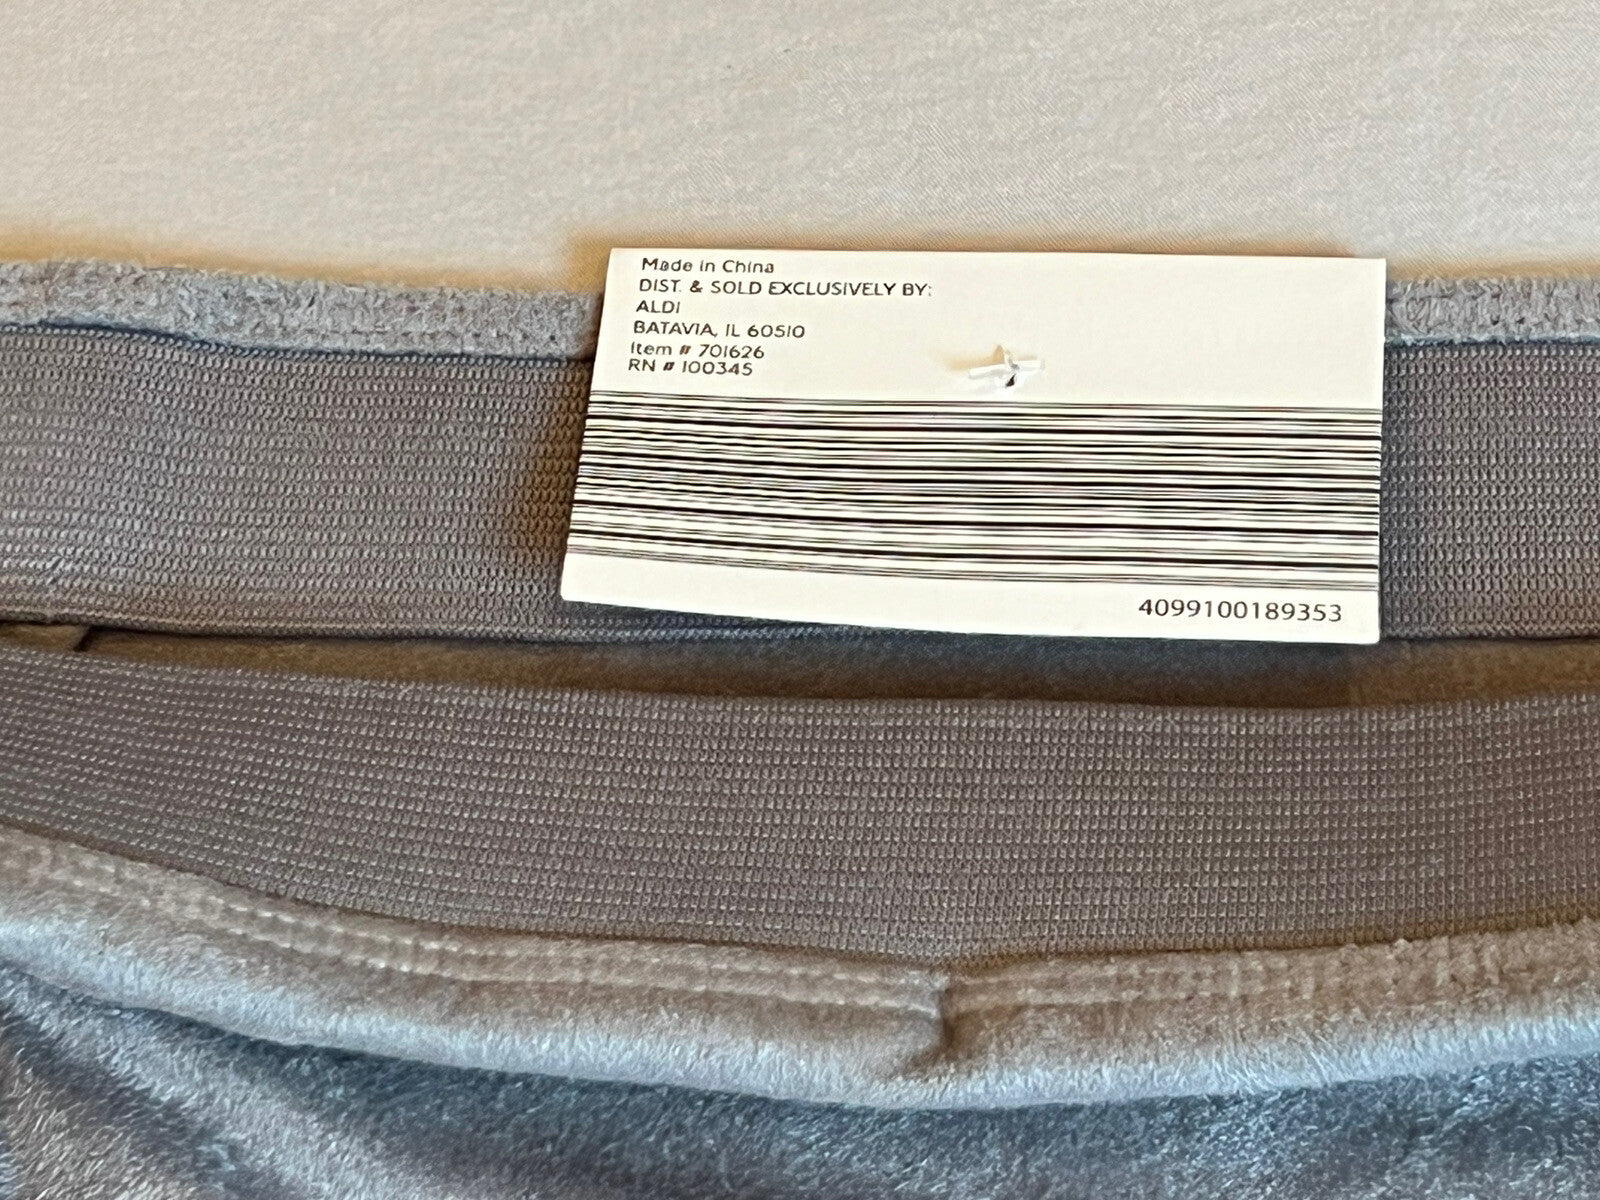 Made in China
DIST. & SOLD EXCLUSIVELY BY:
ALDI
BATAVIA, IL 60510
Item # 701626
RN # 100345
4099100189353